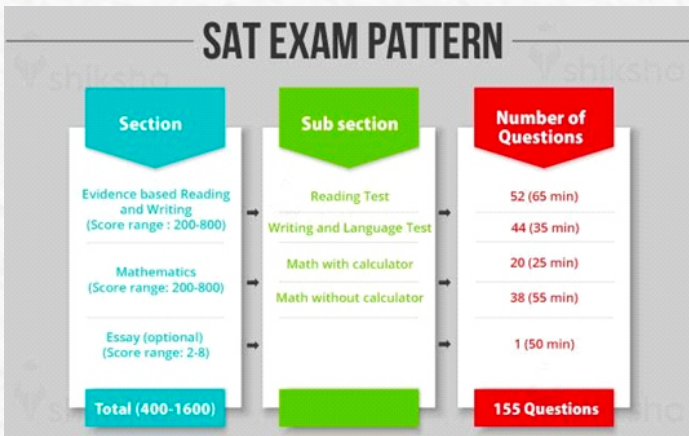 SAT EXAM PATTERN
shiksha
shiksha
Section
Sub section
Number of
Questions
Evidence based Reading
and Writing
(Score range : 200-800)
Reading Test
52 (65 min)
Writing and Language Test
44 (35 min)
Mathematics
(Score range: 200-800)
Math with calculator
20 (25 min)
Math without calculator
38 (55 min)
Essay (optional)
(Score range: 2-8)
1 (50 min)
Total (400-1600)
155 Questions